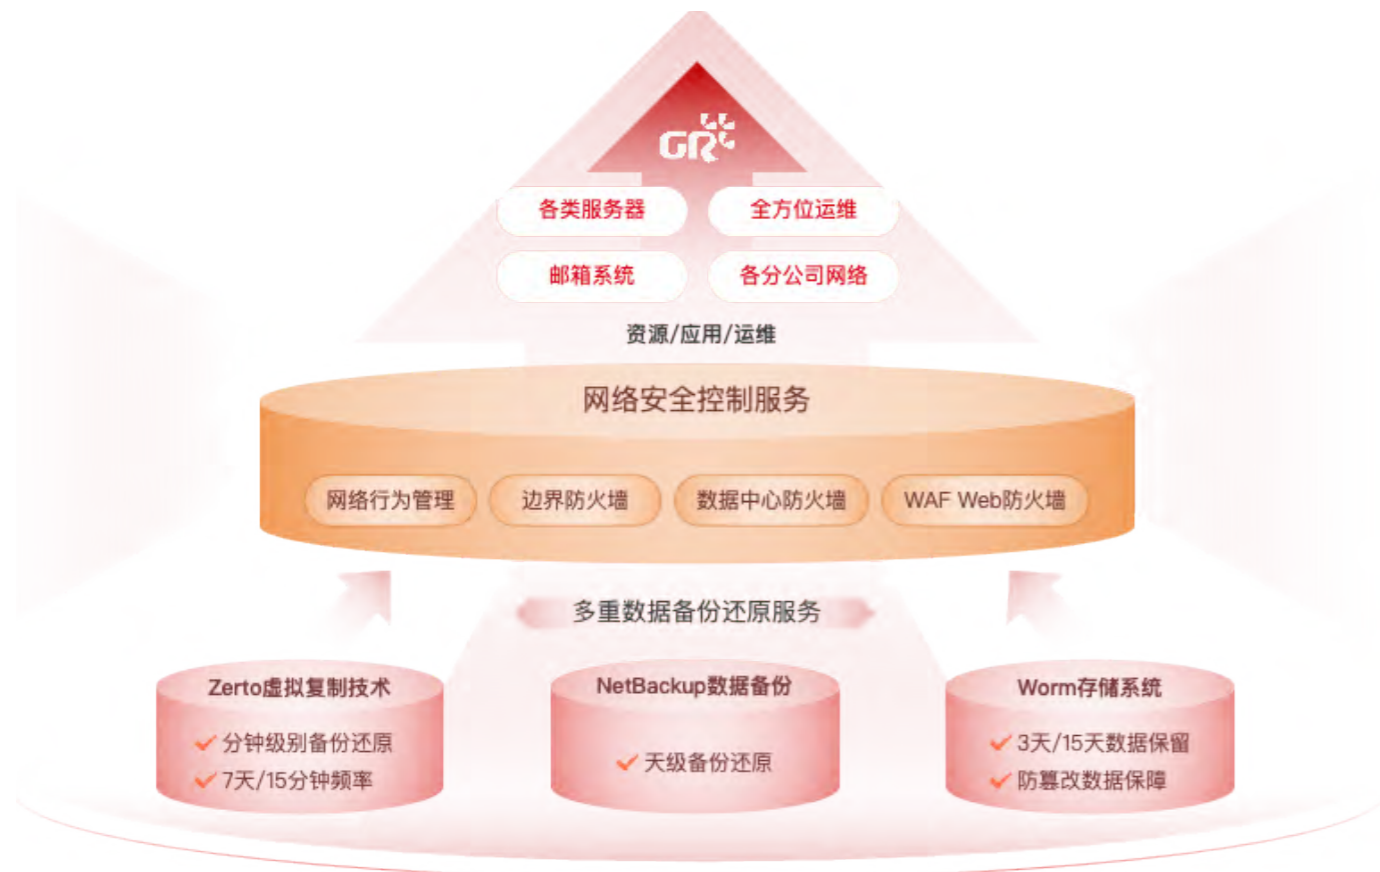 GR
各类服务器
全方位运维
邮箱系统
各分公司网络
资源/应用/运维
网络安全控制服务
网络行为管理
边界防火墙
数据中心防火墙
WAF Web防火墙
多重数据备份还原服务
Zerto虚拟复制技术
分钟级别备份还原
7天/15分钟频率
NetBackup数据备份
天级备份还原
Worm存储系统
3天/15天数据保留
防篡改数据保障